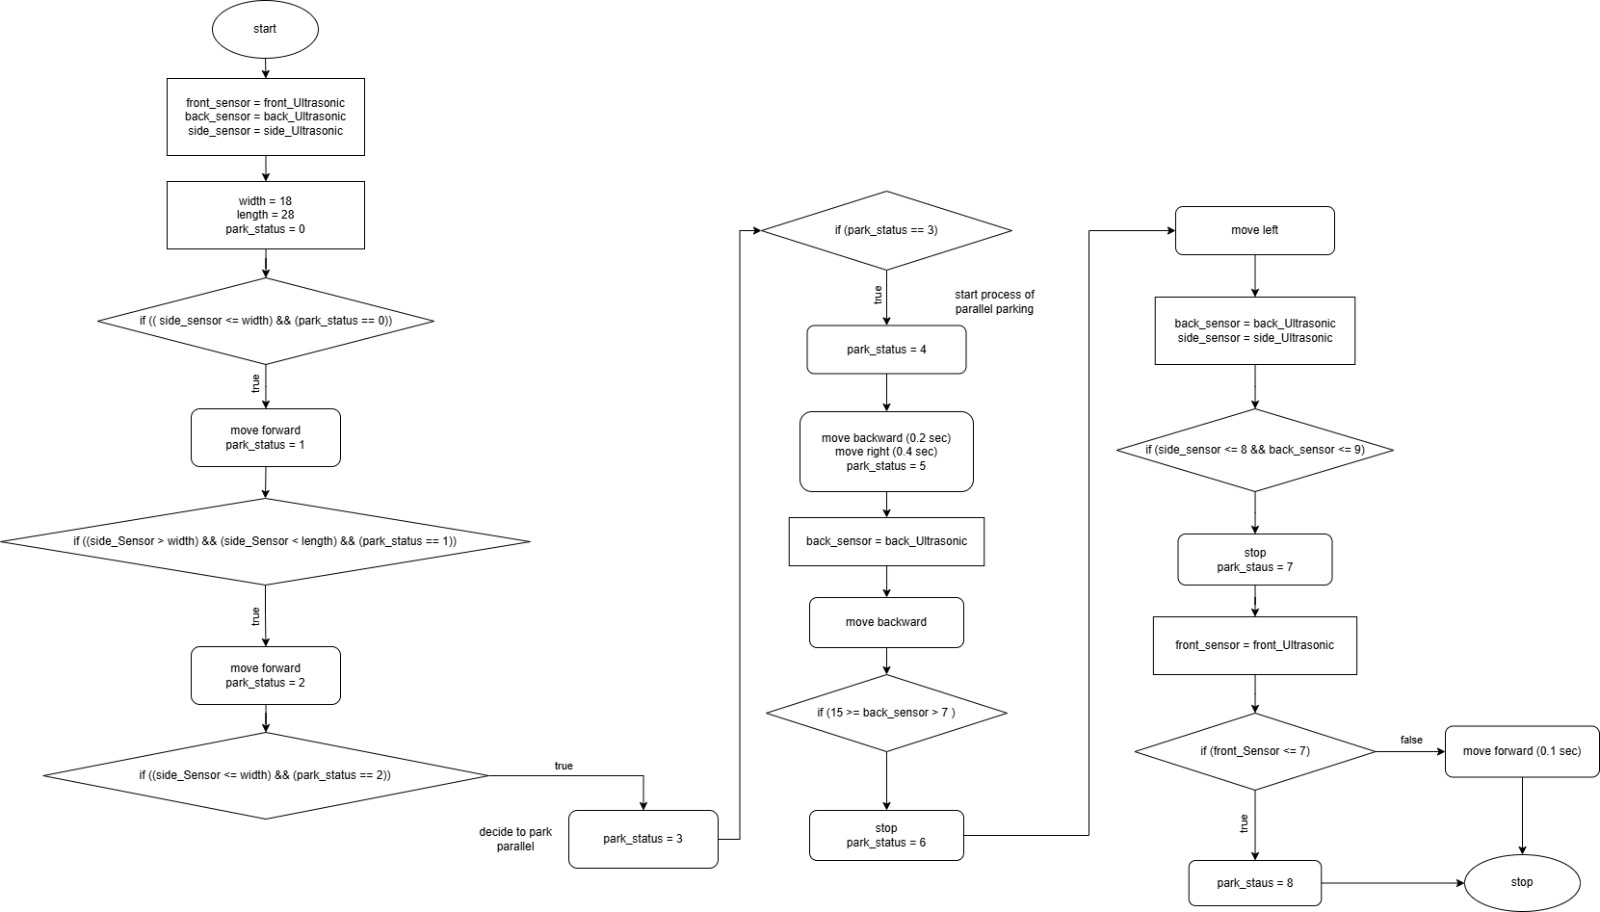 start
front_sensor = front_Ultrasonic
back_sensor = back_Ultrasonic
side_sensor = side_Ultrasonic
width = 18
length = 28
park_status = 0
if (( side_sensor <= width) && (park_status == 0))
true
move forward
park_status = 1
if ((side_Sensor > width) && (side_Sensor < length) && (park_status == 1))
true
move forward
park_status = 2
if ((side_Sensor <= width) && (park_status == 2))
true
decide to park
parallel
park_status = 3
if (park_status == 3)
true
start process of
parallel parking
park_status = 4
move backward (0.2 sec)
move right (0.4 sec)
park_status = 5
back_sensor = back_Ultrasonic
move backward
if (15 >= back_sensor > 7 )
stop
park_status = 6
move left
back_sensor = back_Ultrasonic
side_sensor = side_Ultrasonic
if (side_sensor <= 8 && back_sensor <= 9)
stop
park_staus = 7
front_sensor = front_Ultrasonic
if (front_Sensor <= 7)
false
move forward (0.1 sec)
true
park_staus = 8
stop